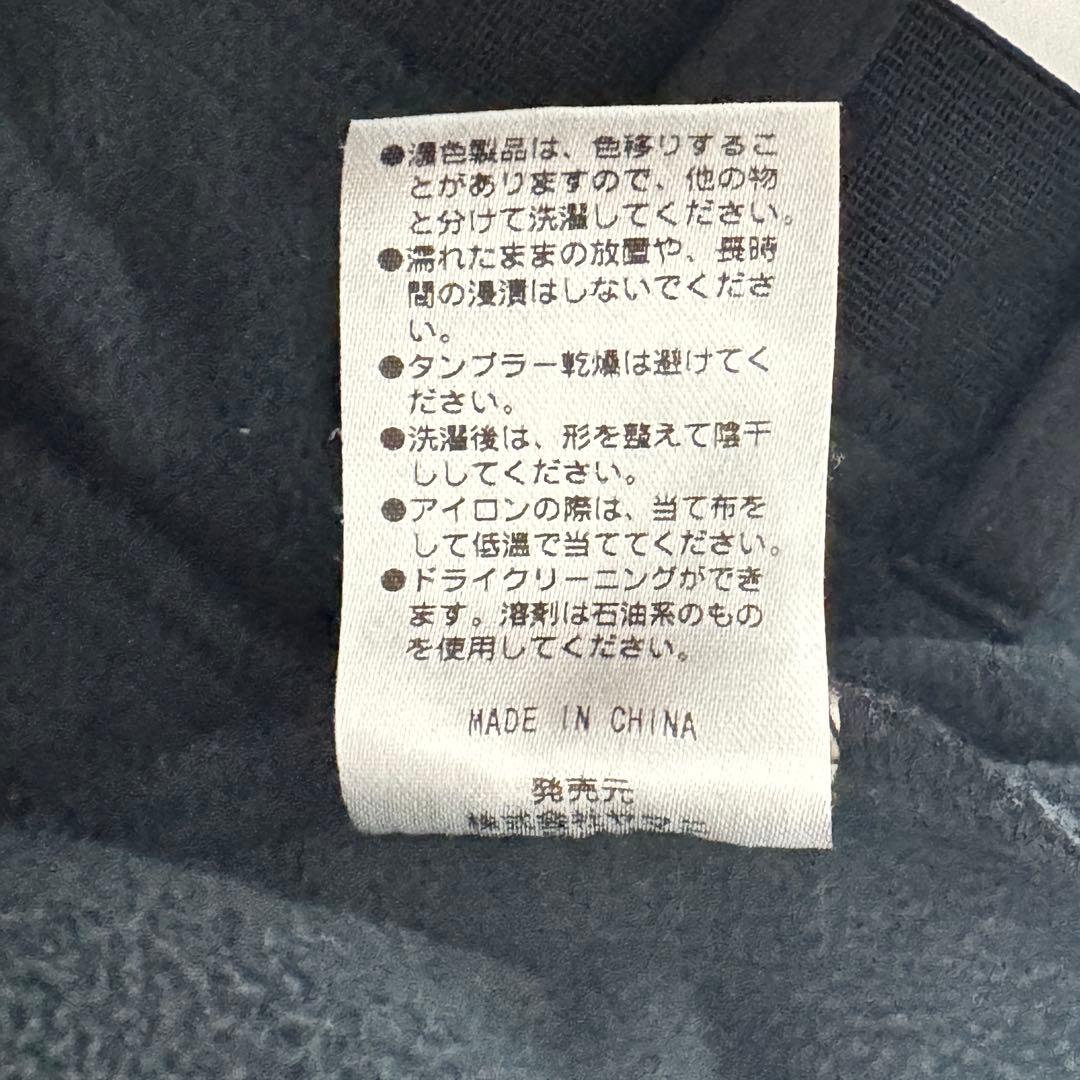 ●濃色製品は、色移りするこ
とがありますので、他の物
と分けて洗濯してください。
●濡れたままの放置や、長時
間の浸漬はしないでくださ
い。
●タンブラー乾燥は避けてく
ださい。
●洗濯後は、形を整えて陰干
ししてください。
●アイロンの際は、当て布を
して低温で当ててください。
●ドライクリーニングができ
ます。溶剤は石油系のもの
を使用してください。
MADE IN CHINA
発売元